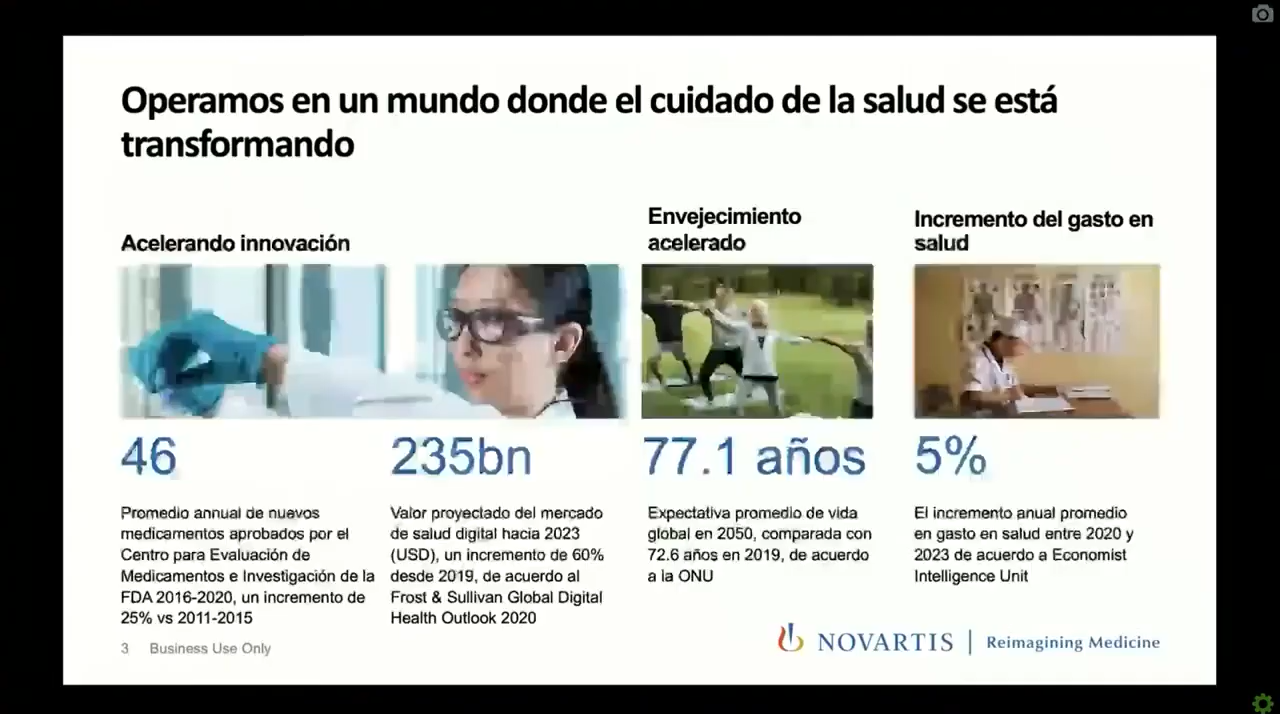 Operamos en un mundo donde el cuidado de la salud se está
transformando
Acelerando innovación
46
Promedio annual de nuevos
medicamentos aprobados por el
Centro para Evaluación de
Medicamentos e Investigación de la
FDA 2016-2020, un incremento de
25% vs 2011-2015
235bn
Valor proyectado del mercado
de salud digital hacia 2023
(USD), un incremento de 60%
desde 2019, de acuerdo al
Frost & Sullivan Global Digital
Health Outlook 2020
Envejecimiento
acelerado
77.1 años
Expectativa promedio de vida
global en 2050, comparada con
72.6 años en 2019, de acuerdo
a la ONU
Incremento del gasto en
salud
5%
El incremento anual promedio
en gasto en salud entre 2020 y
2023 de acuerdo a Economist
Intelligence Unit
3 Business Use Only
NOVARTIS | Reimagining Medicine